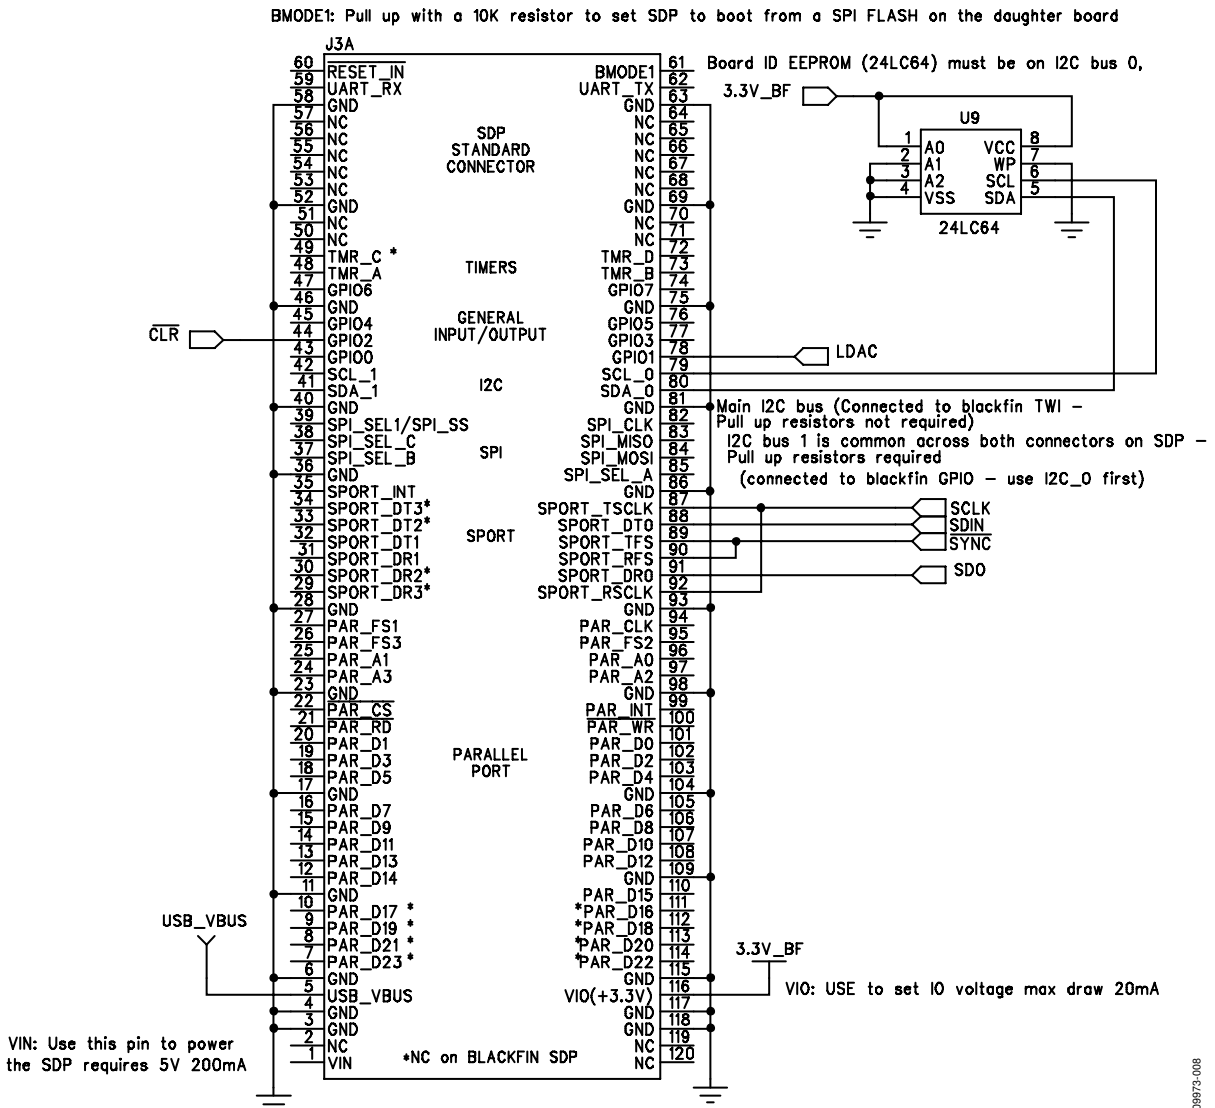 BMODE1: Pull up with a 10K resistor to set SDP to boot from a SPI FLASH on the daughter board
J3A
Board ID EEPROM (24LC64) must be on I2C bus 0,
3.3V_BF
U9
1 A0 VCC 8
2 A1 WP 7
3 A2 SCL 6
4 VSS SDA 5
24LC64
60 RESET_IN BMODE1 61
59 UART_RX UART_TX 62
58 GND GND 63
57 NC NC 64
56 NC NC 65
55 NC NC 66
54 NC NC 67
53 NC NC 68
52 GND GND 69
51 NC NC 70
50 NC NC 71
49 TMR_C * TMR_D 72
48 TMR_A TMR_B 73
47 GPIO6 GPIO7 74
46 GND GND 75
45 GPIO4 GPIO5 76
44 GPIO2 GPIO3 77
43 GPIO0 GPIO1 78
42 SCL_1 SCL_0 79
41 SDA_1 SDA_0 80
40 GND GND 81
39 SPI_SEL1/SPI_SS SPI_CLK 82
38 SPI_SEL_C SPI_MISO 83
37 SPI_SEL_B SPI_MOSI 84
36 GND SPI_SEL_A 85
35 SPORT_INT GND 86
34 SPORT_DT3* SPORT_TSCLK 87
33 SPORT_DT2* SPORT_DT0 88
32 SPORT_DT1 SPORT_TFS 89
31 SPORT_DR1 SPORT_RFS 90
30 SPORT_DR2* SPORT_DR0 91
29 SPORT_DR3* SPORT_RSCLK 92
28 GND GND 93
27 PAR_FS1 PAR_CLK 94
26 PAR_FS3 PAR_FS2 95
25 PAR_A1 PAR_A0 96
24 PAR_A3 PAR_A2 97
23 GND GND 98
22 PAR_CS PAR_INT 99
21 PAR_RD PAR_WR 100
20 PAR_D1 PAR_D0 101
19 PAR_D3 PAR_D2 102
18 PAR_D5 PAR_D4 103
17 GND GND 104
16 PAR_D7 PAR_D6 105
15 PAR_D9 PAR_D8 106
14 PAR_D11 PAR_D10 107
13 PAR_D13 PAR_D12 108
12 PAR_D14 GND 109
11 GND PAR_D15 110
10 PAR_D17 * *PAR_D16 111
9 PAR_D19 * *PAR_D18 112
8 PAR_D21 * *PAR_D20 113
7 PAR_D23 * *PAR_D22 114
6 GND GND 115
5 USB_VBUS VIO(+3.3V) 116
4 GND GND 117
3 GND GND 118
2 NC NC 119
1 VIN NC 120
SDP
STANDARD
CONNECTOR
TIMERS
GENERAL
INPUT/OUTPUT
I2C
SPI
SPORT
PARALLEL
PORT
*NC on BLACKFIN SDP
CLR
LDAC
Main I2C bus (Connected to blackfin TWI –
Pull up resistors not required)
I2C bus 1 is common across both connectors on SDP –
Pull up resistors required
(connected to blackfin GPIO – use I2C_0 first)
SCLK
SDIN
SYNC
SDO
USB_VBUS
3.3V_BF
VIO: USE to set IO voltage max draw 20mA
VIN: Use this pin to power
the SDP requires 5V 200mA
09973-008